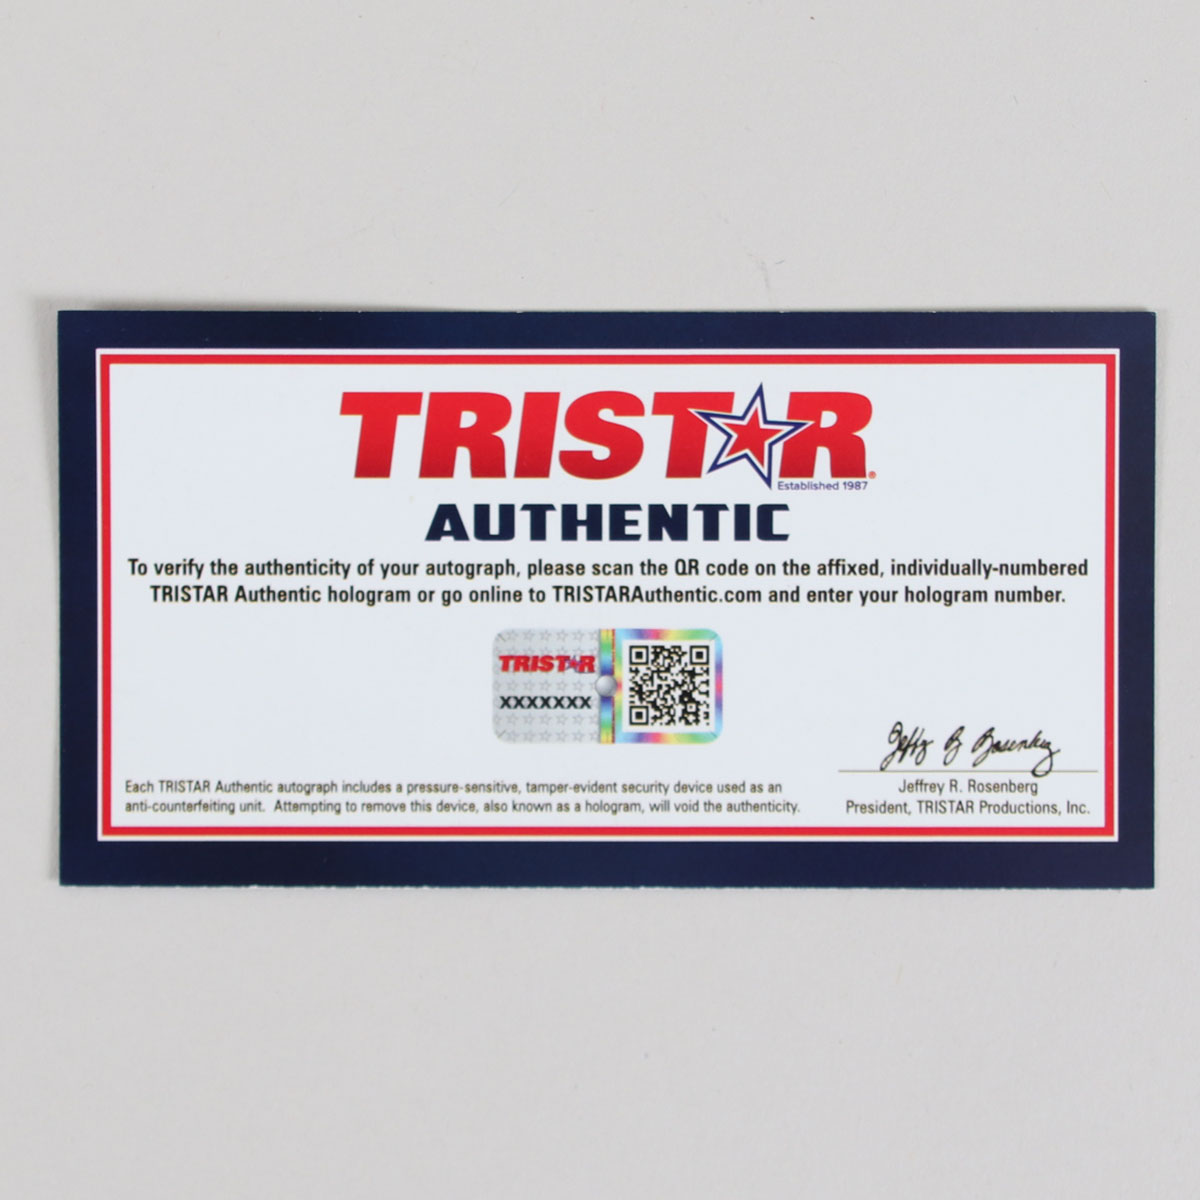 TRISTAR®
Established 1987
AUTHENTIC
To verify the authenticity of your autograph, please scan the QR code on the affixed, individually-numbered
TRISTAR Authentic hologram or go online to TRISTARAuthentic.com and enter your hologram number.
TRISTAR
XXXXXXX
Each TRISTAR Authentic autograph includes a pressure-sensitive, tamper-evident security device used as an
anti-counterfeiting unit. Attempting to remove this device, also known as a hologram, will void the authenticity.
Jeffrey R. Rosenberg
Jeffrey R. Rosenberg
President, TRISTAR Productions, Inc.